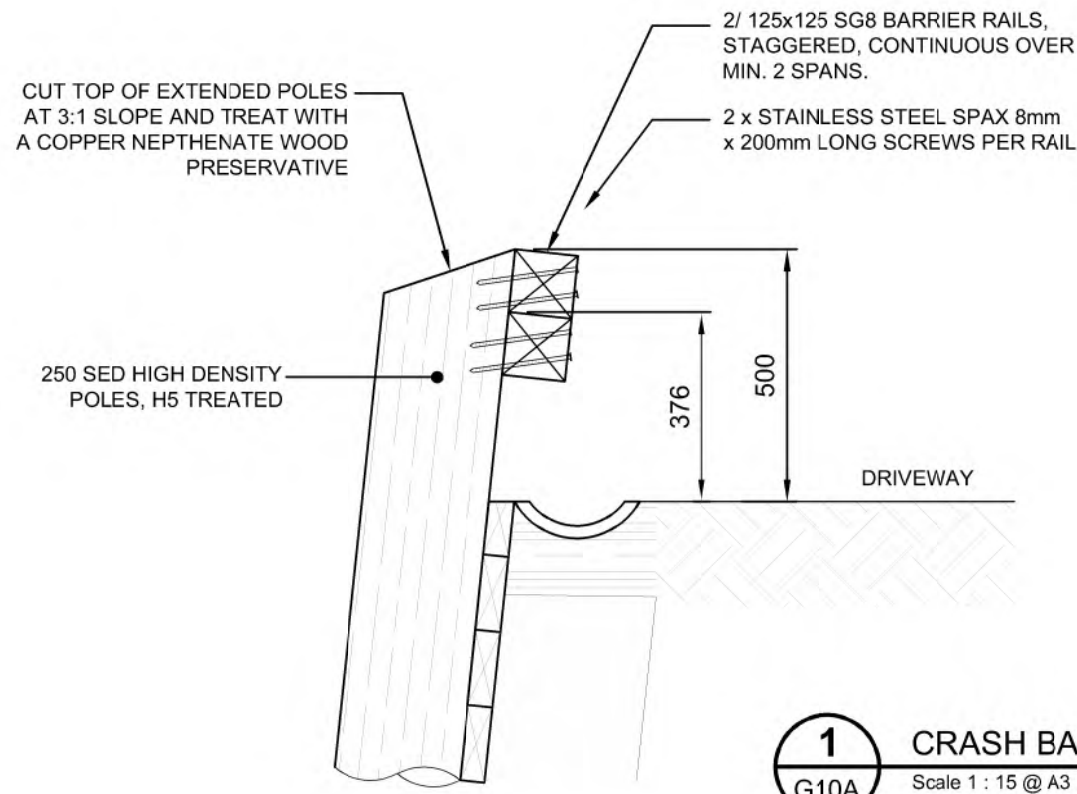 2/ 125x125 SG8 BARRIER RAILS,
STAGGERED, CONTINUOUS OVER
MIN. 2 SPANS.
CUT TOP OF EXTENDED POLES
AT 3:1 SLOPE AND TREAT WITH
A COPPER NEPTHENATE WOOD
PRESERVATIVE
2 x STAINLESS STEEL SPAX 8mm
x 200mm LONG SCREWS PER RAIL
250 SED HIGH DENSITY
POLES, H5 TREATED
376
500
DRIVEWAY
1
G10A
CRASH BA
Scale 1 : 15 @ A3